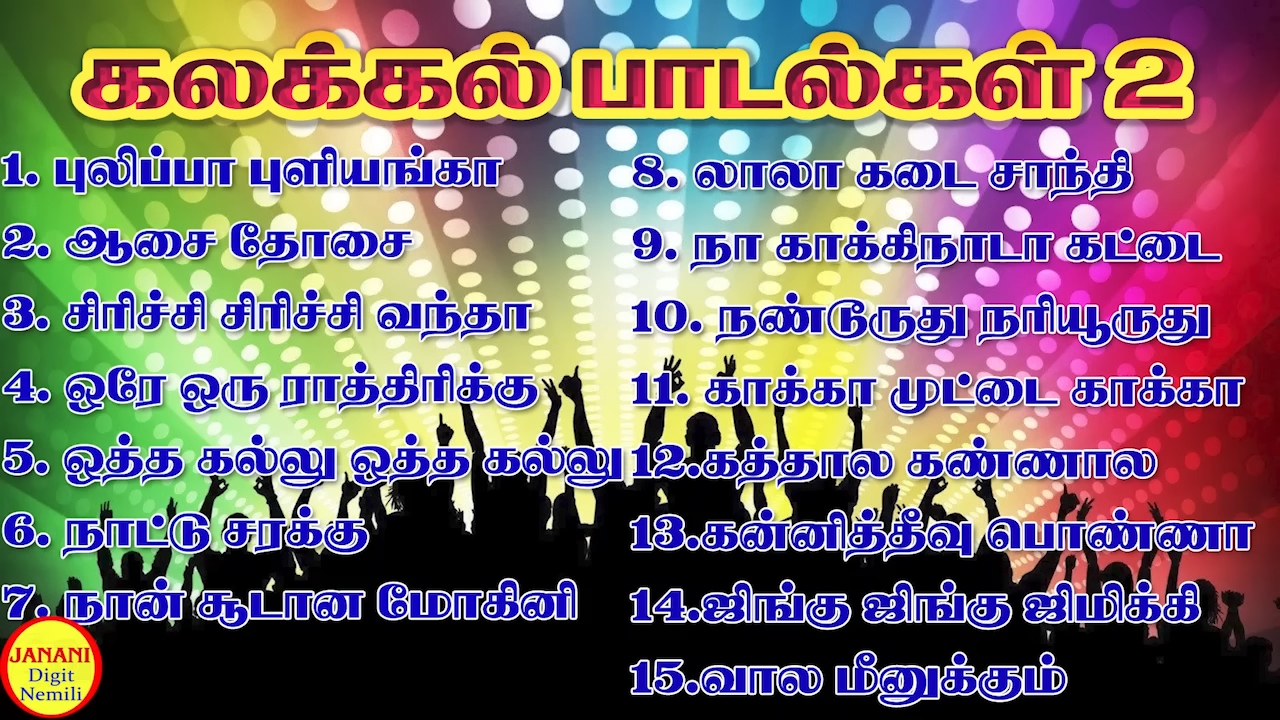 கலக்கல் பாடல்கள் 2
1. புலிப்பா புளியங்கா
2. ஆசை தோசை
3. சிரிச்சி சிரிச்சி வந்தா
4. ஒரே ஒரு ராத்திரிக்கு
5. ஒத்த கல்லு ஒத்த கல்லு
6. நாட்டு சரக்கு
7. நான் சூடான மோகினி
8. லாலா கடை சாந்தி
9. நா காக்கிநாடா கட்டை
10. நண்டூருது நரியூருது
11. காக்கா முட்டை காக்கா
12.கத்தால கண்ணால
13.கன்னித்தீவு பொண்ணா
14.ஜிங்கு ஜிங்கு ஜிமிக்கி
15.வால மீனுக்கும்
JANANI
Digit
Nemili